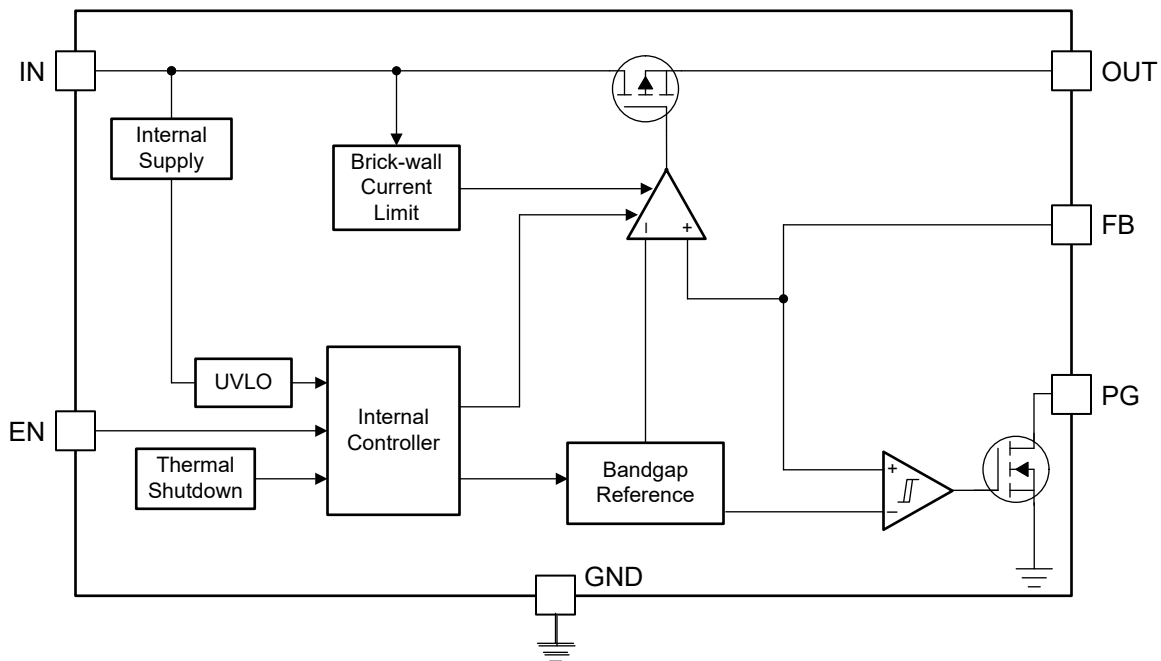 IN
OUT
Internal
Supply
Brick-wall
Current
Limit
FB
− +
UVLO
Internal
Controller
PG
EN
Thermal
Shutdown
Bandgap
Reference
+
−
GND